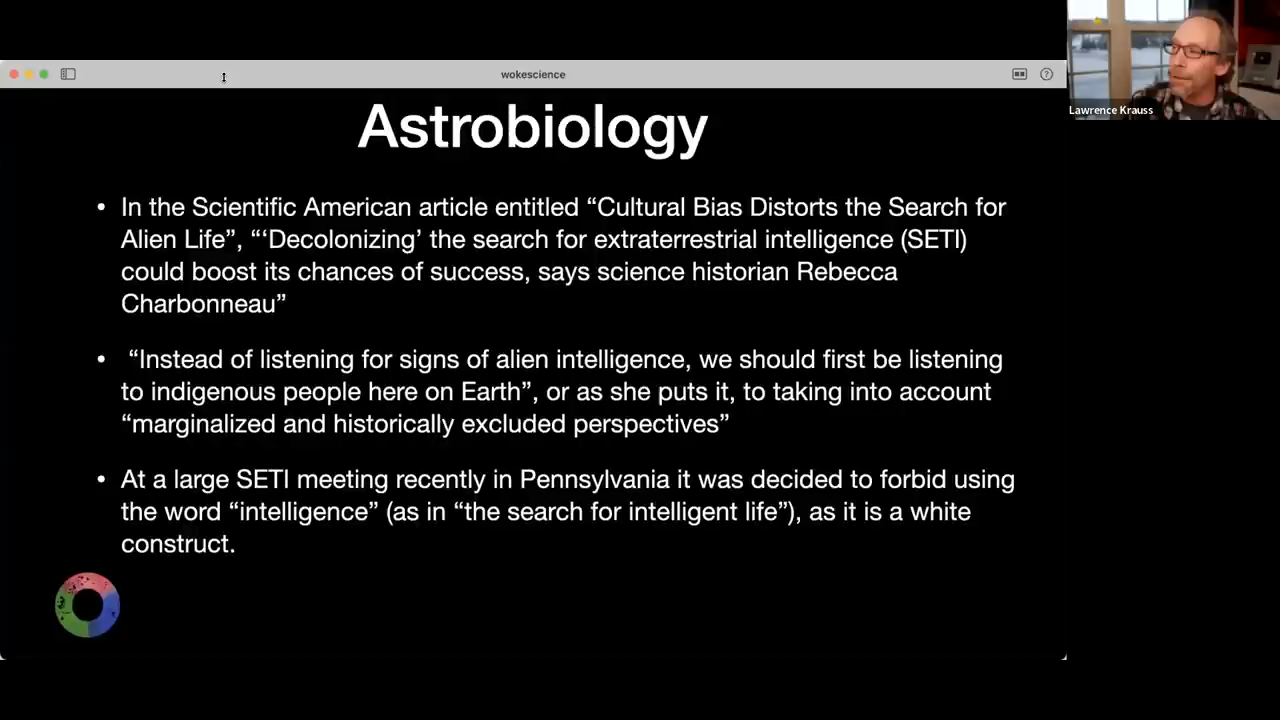 wokescience
Lawrence Krauss
Astrobiology
• In the Scientific American article entitled “Cultural Bias Distorts the Search for
Alien Life”, “‘Decolonizing’ the search for extraterrestrial intelligence (SETI)
could boost its chances of success, says science historian Rebecca
Charbonneau”
• “Instead of listening for signs of alien intelligence, we should first be listening
to indigenous people here on Earth”, or as she puts it, to taking into account
“marginalized and historically excluded perspectives”
• At a large SETI meeting recently in Pennsylvania it was decided to forbid using
the word “intelligence” (as in “the search for intelligent life”), as it is a white
construct.